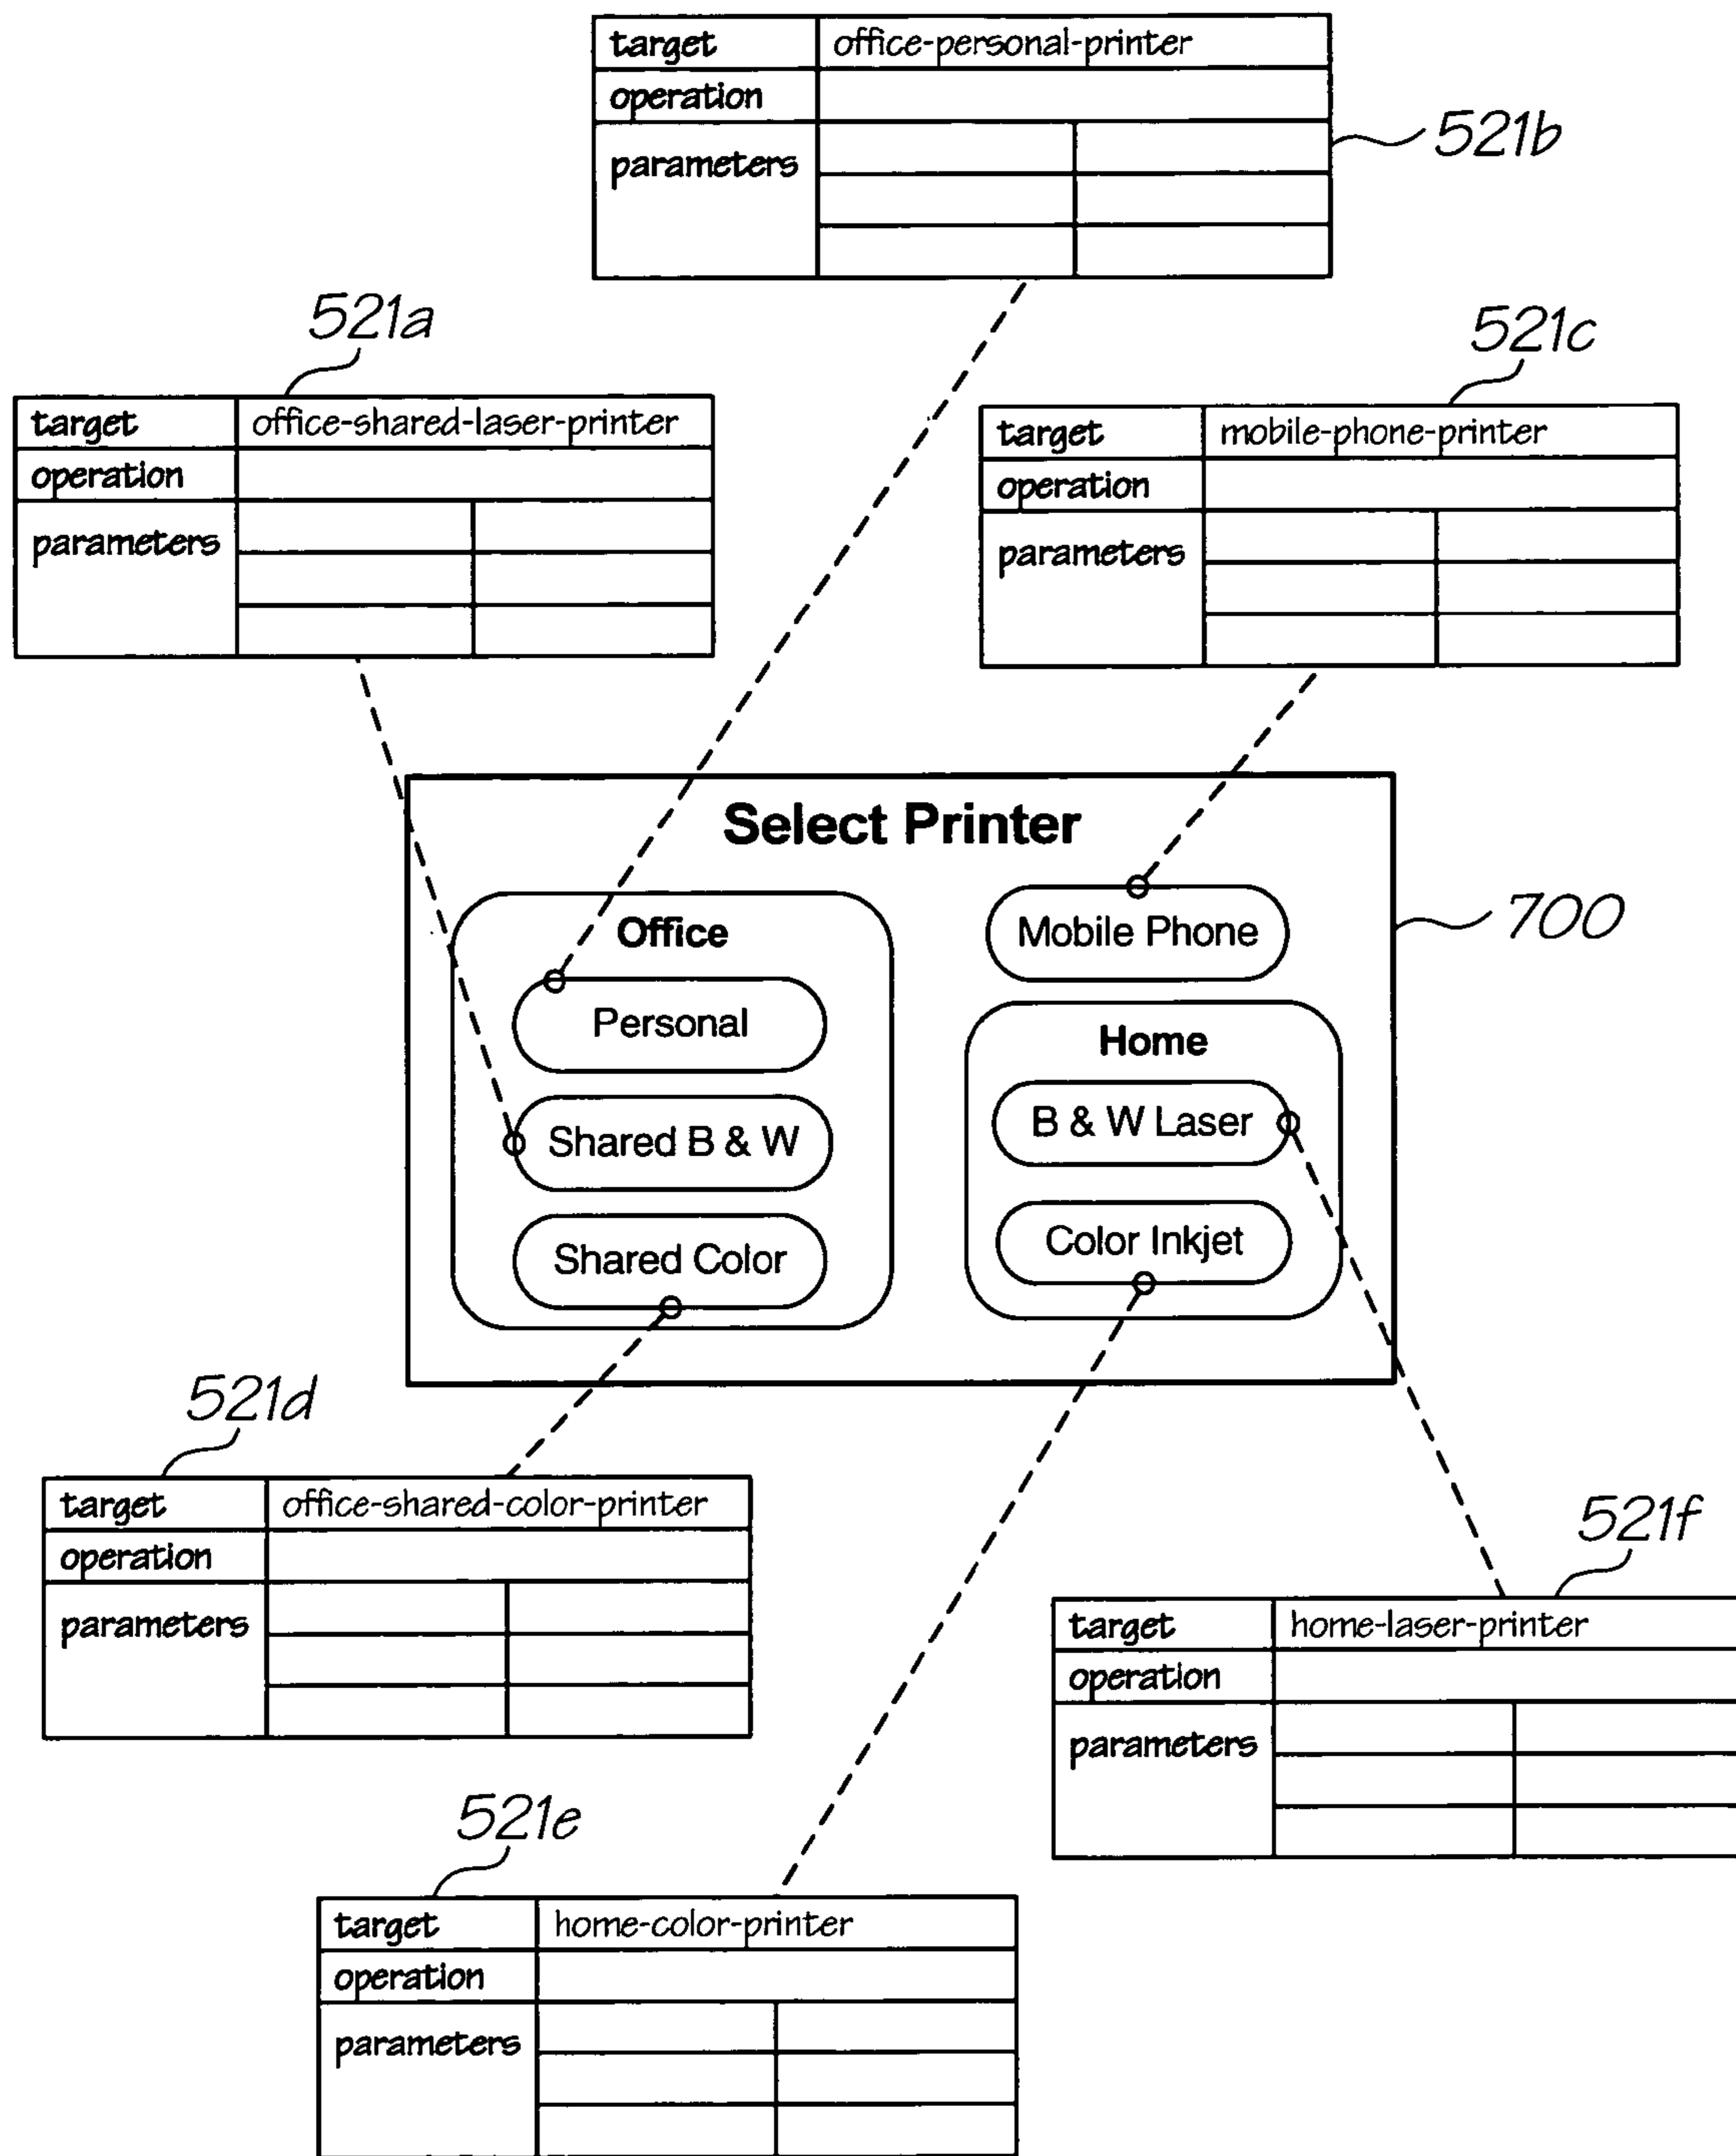 target office-personal-printer
operation
parameters
521b
521a
521c
target office-shared-laser-printer
operation
parameters
target mobile-phone-printer
operation
parameters
Select Printer
Office
Personal
Shared B & W
Shared Color
Mobile Phone
Home
B & W Laser
Color Inkjet
700
521d
target office-shared-color-printer
operation
parameters
521f
target home-laser-printer
operation
parameters
521e
target home-color-printer
operation
parameters